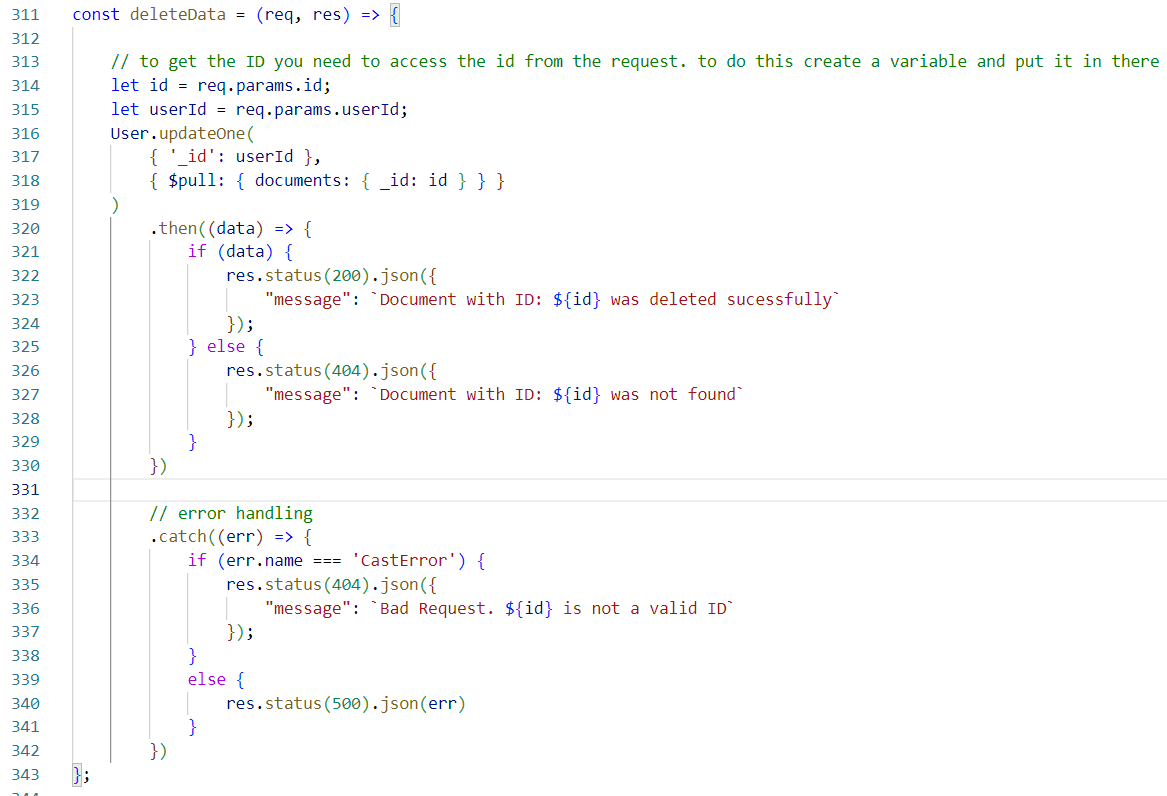 311 const deleteData = (req, res) => {
312
313     // to get the ID you need to access the id from the request. to do this create a variable and put it in there
314     let id = req.params.id;
315     let userId = req.params.userId;
316     User.updateOne(
317         { '_id': userId },
318         { $pull: { documents: { _id: id } } }
319     )
320         .then((data) => {
321             if (data) {
322                 res.status(200).json({
323                     "message": `Document with ID: ${id} was deleted sucessfully`
324                 });
325             } else {
326                 res.status(404).json({
327                     "message": `Document with ID: ${id} was not found`
328                 });
329             }
330         })
331
332         // error handling
333         .catch((err) => {
334             if (err.name === 'CastError') {
335                 res.status(404).json({
336                     "message": `Bad Request. ${id} is not a valid ID`
337                 });
338             }
339             else {
340                 res.status(500).json(err)
341             }
342         })
343 };